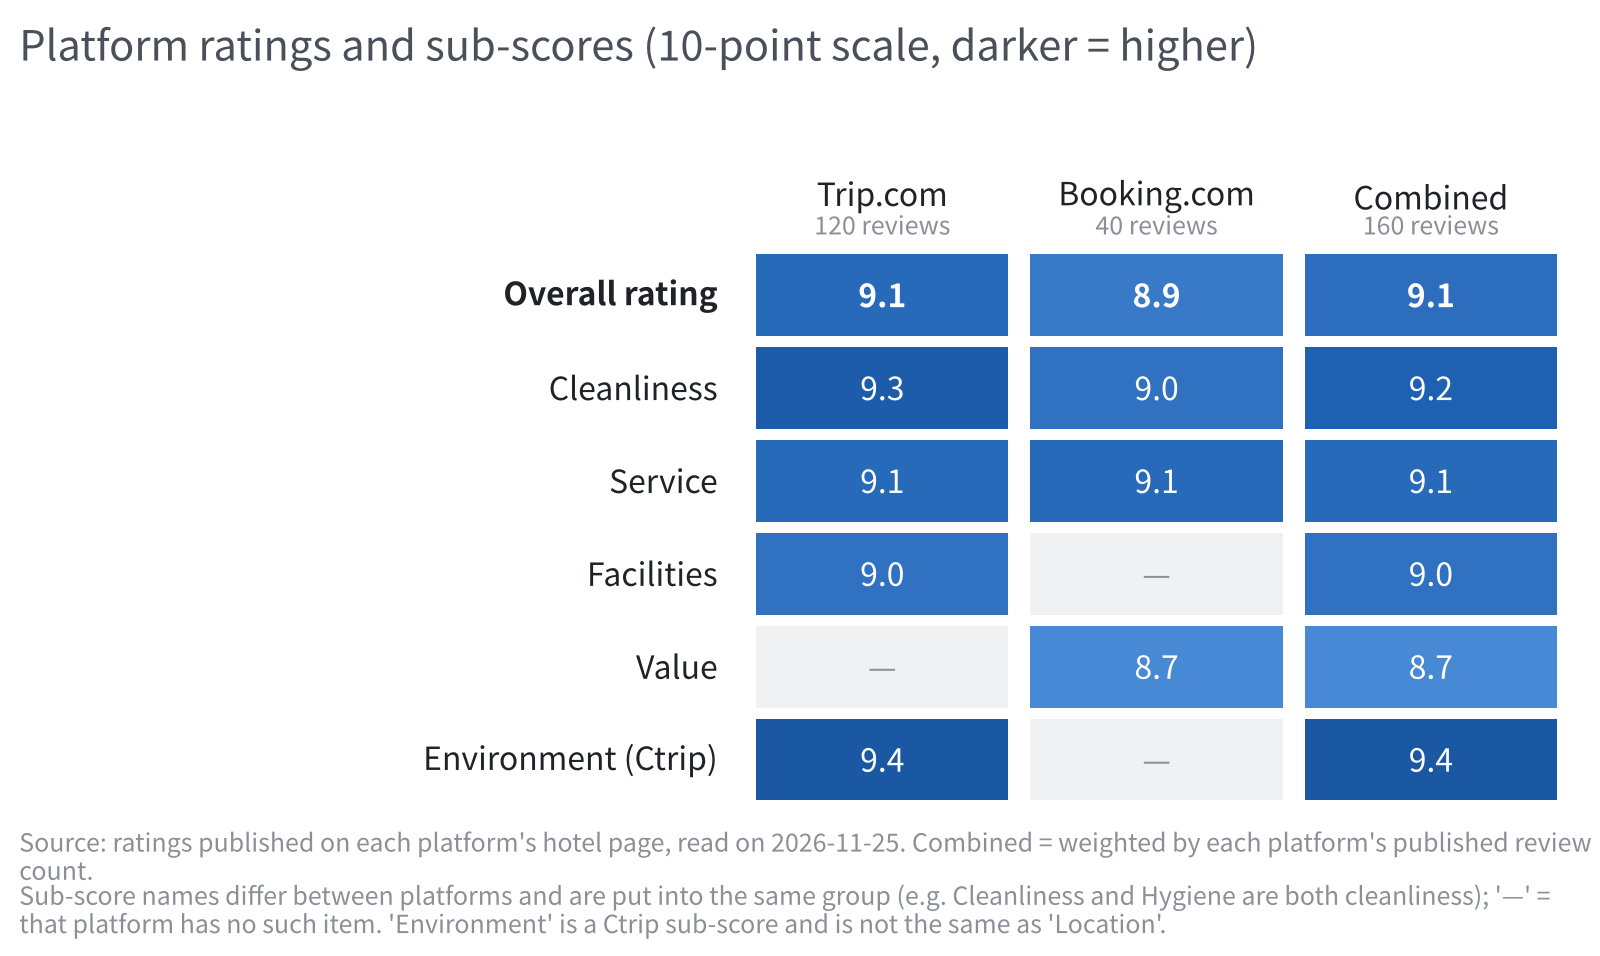 Platform ratings and sub-scores (10-point scale, darker = higher)
Trip.com Booking.com Combined
120 reviews 40 reviews 160 reviews
Overall rating 9.1 8.9 9.1
Cleanliness 9.3 9.0 9.2
Service 9.1 9.1 9.1
Facilities 9.0 — 9.0
Value — 8.7 8.7
Environment (Ctrip) 9.4 — 9.4
Source: ratings published on each platform's hotel page, read on 2026-11-25. Combined = weighted by each platform's published review
count.
Sub-score names differ between platforms and are put into the same group (e.g. Cleanliness and Hygiene are both cleanliness); '—' =
that platform has no such item. 'Environment' is a Ctrip sub-score and is not the same as 'Location'.